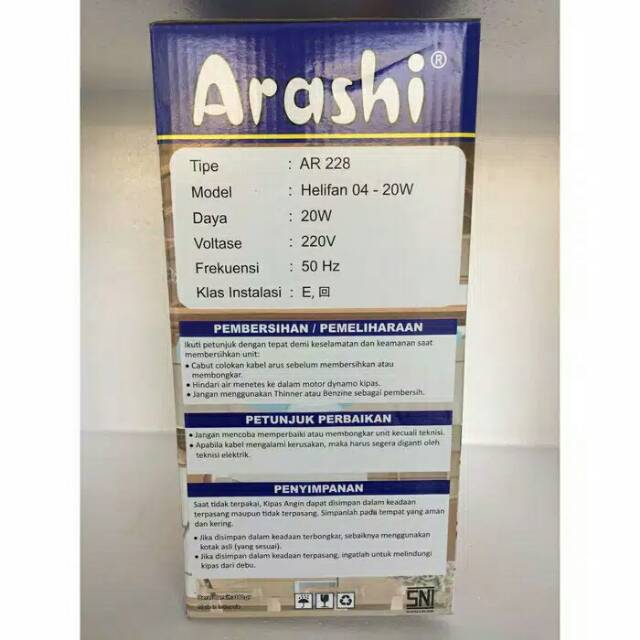 Arashi®
Tipe : AR 228
Model : Helifan 04 - 20W
Daya : 20W
Voltase : 220V
Frekuensi : 50 Hz
Klas Instalasi : E, 回
PEMBERSIHAN / PEMELIHARAAN
Ikuti petunjuk dengan tepat demi keselamatan dan keamanan saat
membersihkan unit:
• Cabut colokan kabel arus sebelum membersihkan atau
membongkar.
• Hindari air menetes ke dalam motor dynamo kipas.
• Jangan menggunakan Thinner atau Benzine sebagai pembersih.
PETUNJUK PERBAIKAN
• Jangan mencoba memperbaiki atau membongkar unit kecuali teknisi.
• Apabila kabel mengalami kerusakan, maka harus segera diganti oleh
teknisi elektrik.
PENYIMPANAN
Saat tidak terpakai, Kipas Angin dapat disimpan dalam keadaan
terpasang maupun tidak terpasang. Simpanlah pada tempat yang aman
dan kering.
• Jika disimpan dalam keadaan terbongkar, sebaiknya menggunakan
kotak asli (yang sesuai).
• Jika disimpan dalam keadaan terpasang, ingatlah untuk melindungi
kipas dari debu.
SNI